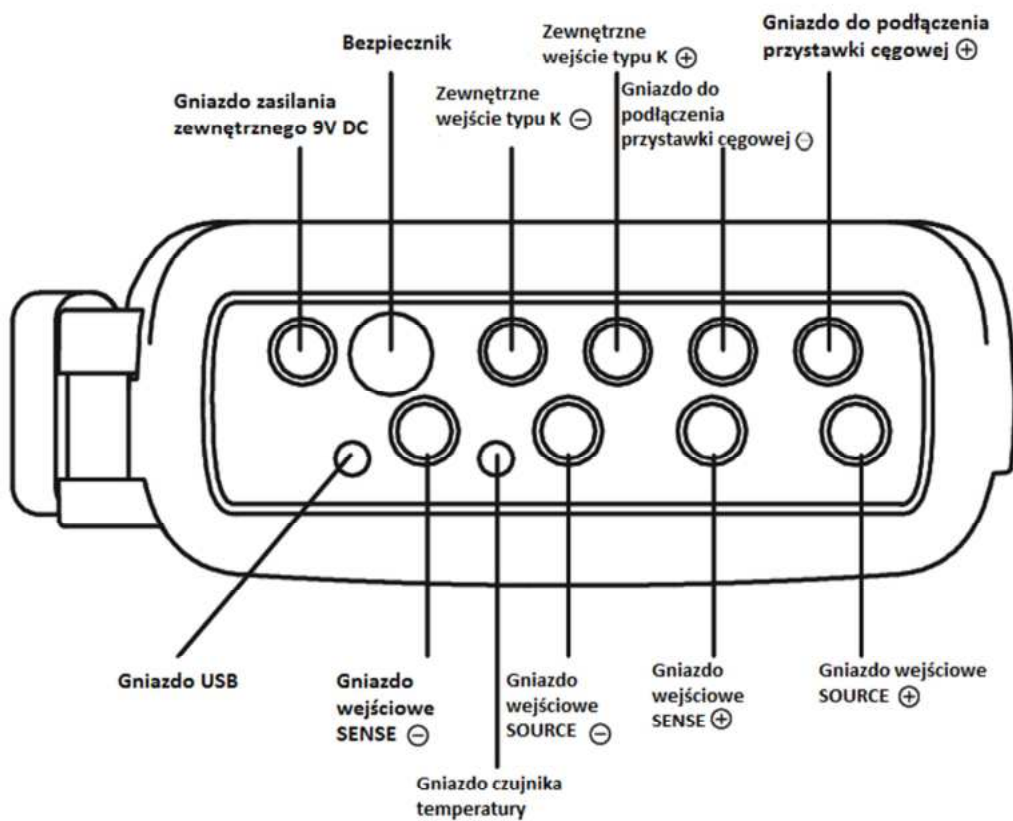 Gniazdo zasilania
zewnętrznego 9V DC
Bezpiecznik
Zewnętrzne
wejście typu K ⊖
Zewnętrzne
wejście typu K ⊕
Gniazdo do
podłączenia
przystawki cęgowej ⊖
Gniazdo do podłączenia
przystawki cęgowej ⊕
Gniazdo USB
Gniazdo
wejściowe
SENSE ⊖
Gniazdo czujnika
temperatury
Gniazdo
wejściowe
SOURCE ⊖
Gniazdo
wejściowe
SENSE ⊕
Gniazdo wejściowe
SOURCE ⊕